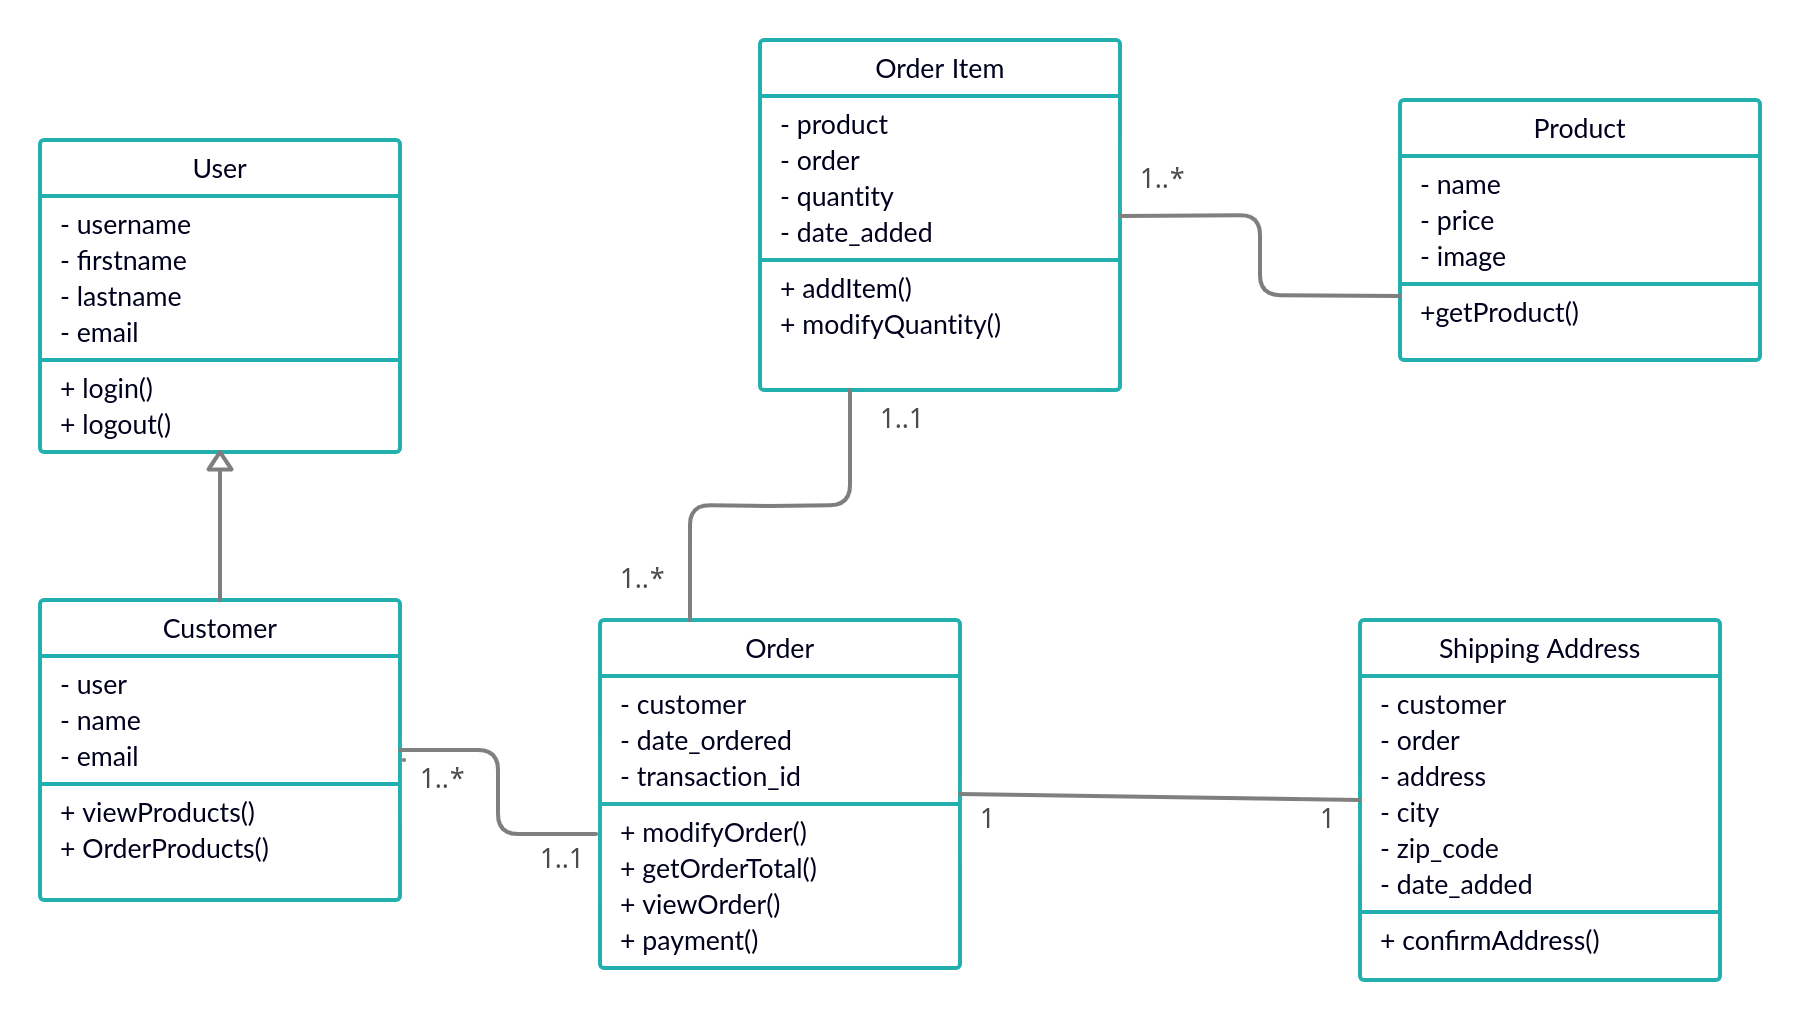 User
- username
- firstname
- lastname
- email
+ login()
+ logout()
Order Item
- product
- order
- quantity
- date_added
+ addItem()
+ modifyQuantity()
1..*
Product
- name
- price
- image
+getProduct()
1..1
1..*
Customer
- user
- name
- email
+ viewProducts()
+ OrderProducts()
1..*
1..1
Order
- customer
- date_ordered
- transaction_id
+ modifyOrder()
+ getOrderTotal()
+ viewOrder()
+ payment()
1
1
Shipping Address
- customer
- order
- address
- city
- zip_code
- date_added
+ confirmAddress()